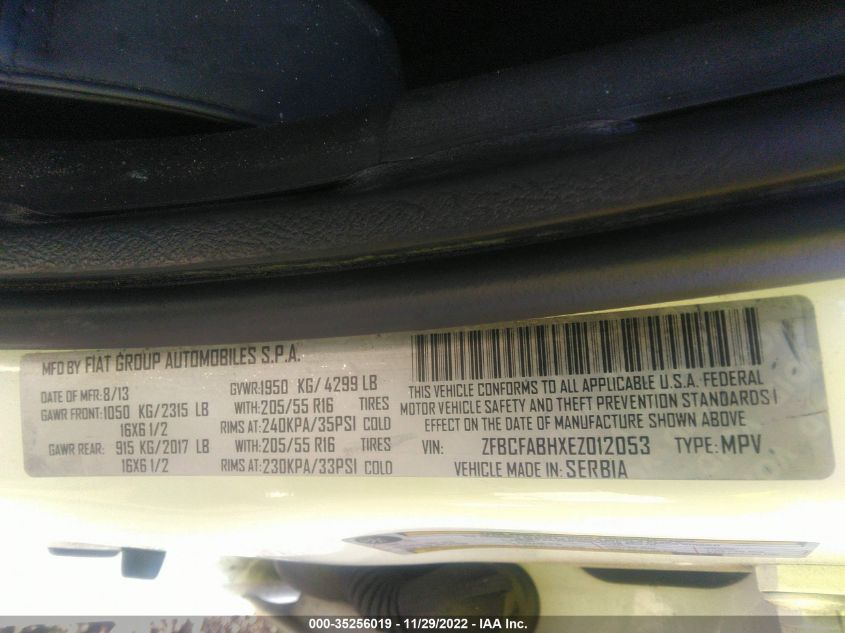 MFD BY FIAT GROUP AUTOMOBILES S.P.A.
DATE OF MFR: 8/13 GVWR: 1950 KG/ 4299 LB
GAWR FRONT: 1050 KG/2315 LB WITH: 205/55 R16 TIRES
16X6 1/2 RIMS AT: 240KPA/35PSI COLD
GAWR REAR: 915 KG/2017 LB WITH: 205/55 R16 TIRES
16X6 1/2 RIMS AT: 230KPA/33PSI COLD
THIS VEHICLE CONFORMS TO ALL APPLICABLE U.S.A. FEDERAL
MOTOR VEHICLE SAFETY AND THEFT PREVENTION STANDARDS I
EFFECT ON THE DATE OF MANUFACTURE SHOWN ABOVE
VIN: ZFBCFABHXEZ012053 TYPE: MPV
VEHICLE MADE IN: SERBIA
000-35256019 - 11/29/2022 - IAA Inc.